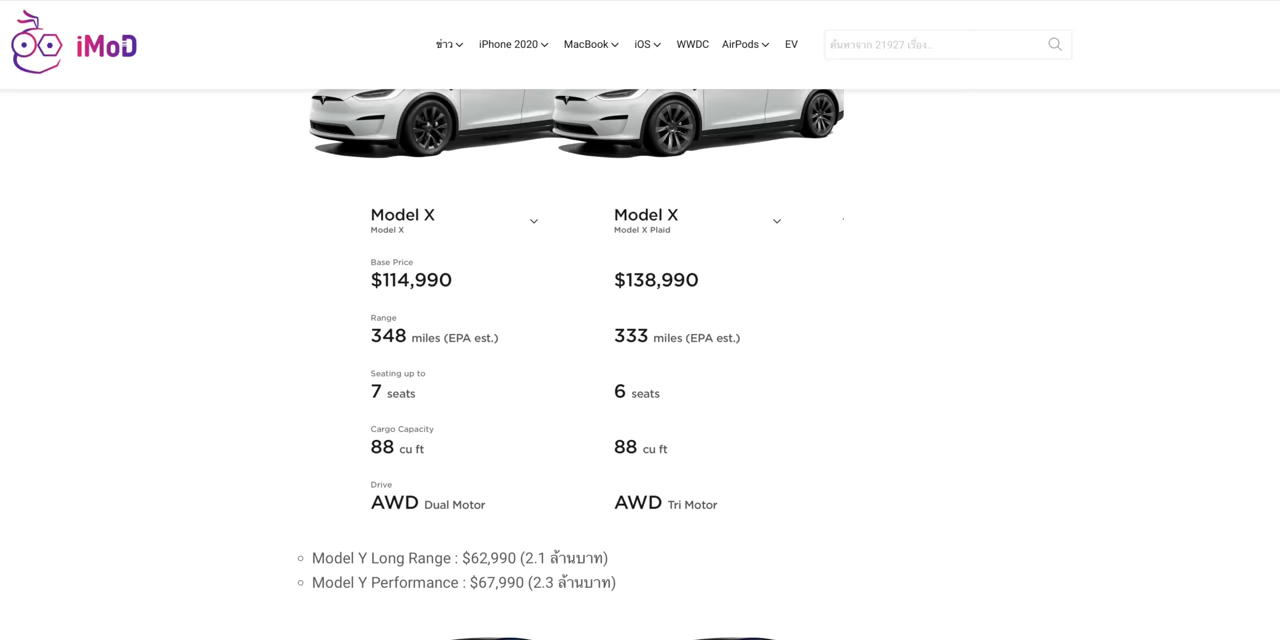 iMoD
ข่าว iPhone 2020 MacBook iOS WWDC AirPods EV ค้นหาจาก 21927 เรื่อง...
Model X Model X
Model X Model X Plaid
Base Price
$114,990 $138,990
Range
348 miles (EPA est.) 333 miles (EPA est.)
Seating up to
7 seats 6 seats
Cargo Capacity
88 cu ft 88 cu ft
Drive
AWD Dual Motor AWD Tri Motor
Model Y Long Range : $62,990 (2.1 ล้านบาท)
Model Y Performance : $67,990 (2.3 ล้านบาท)